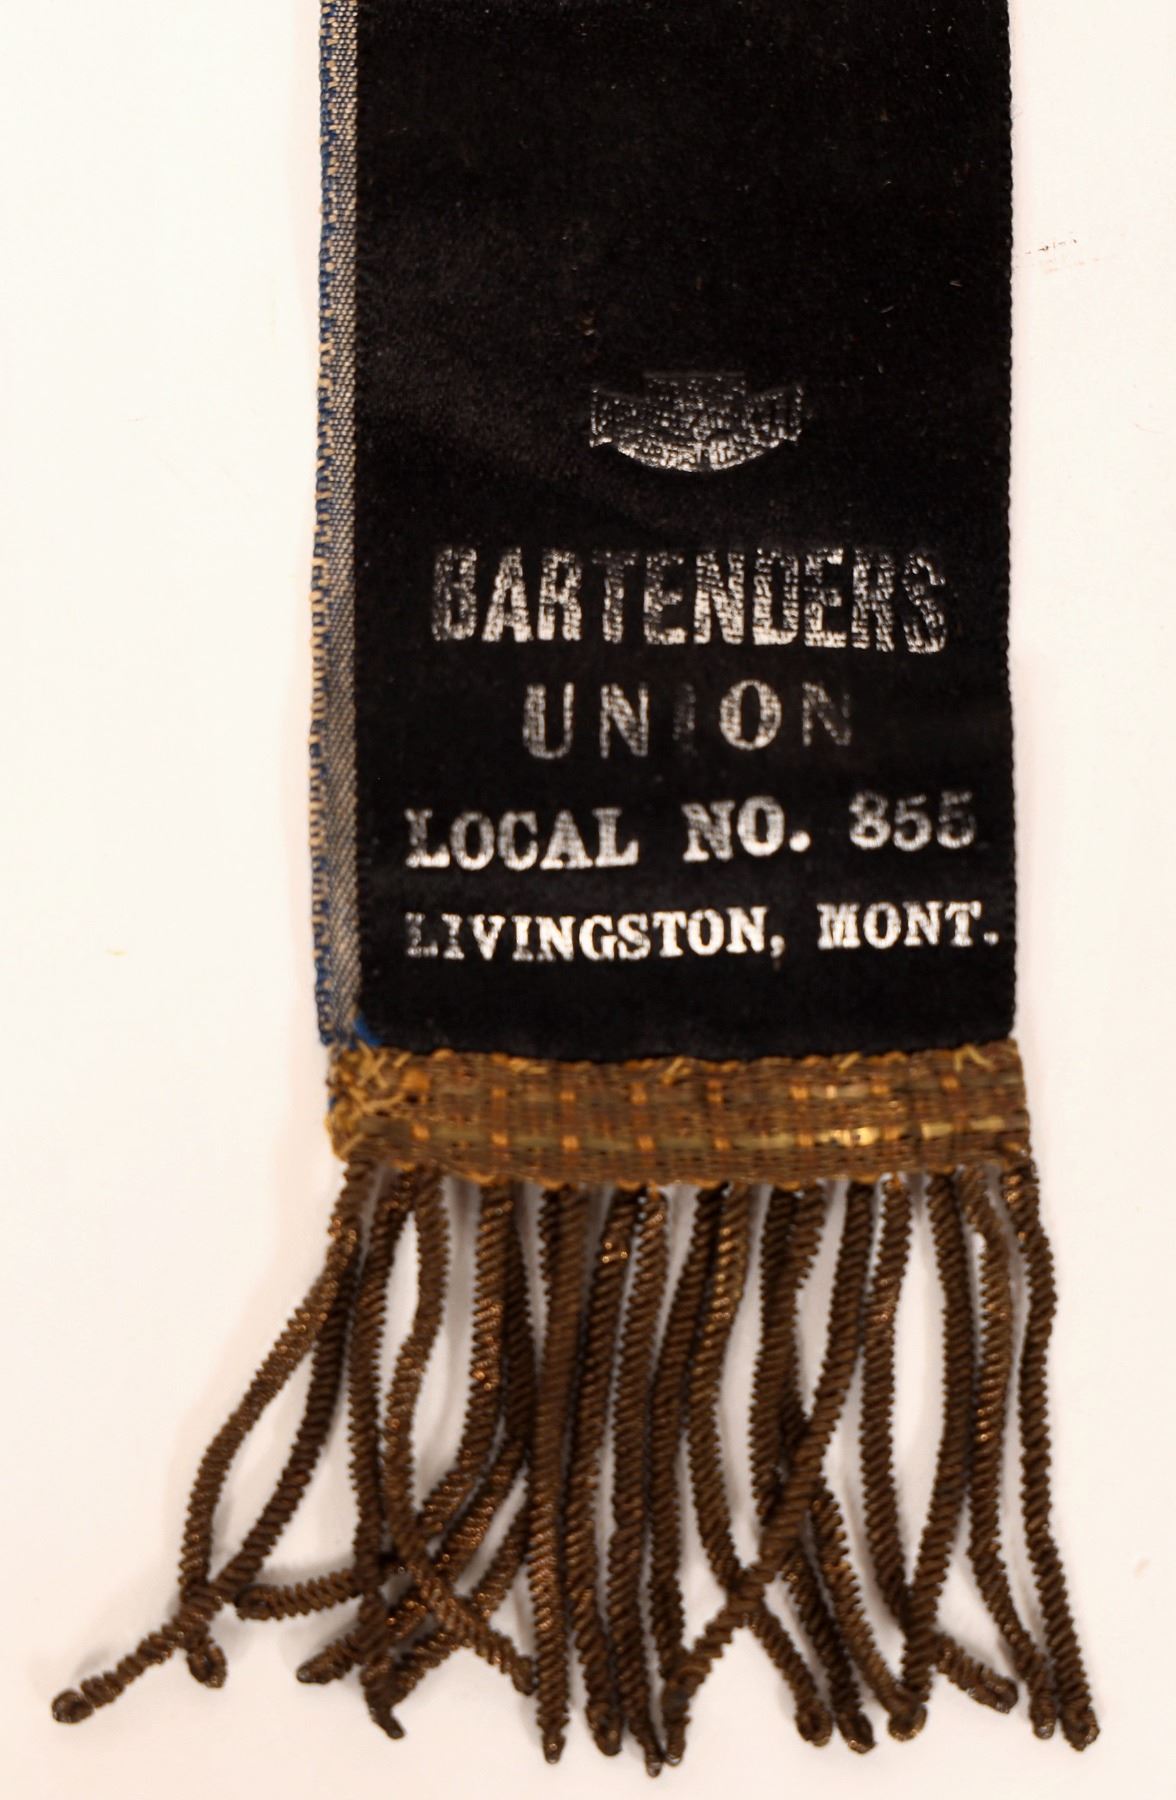 BARTENDERS
UNION
LOCAL NO. 855
LIVINGSTON, MONT.